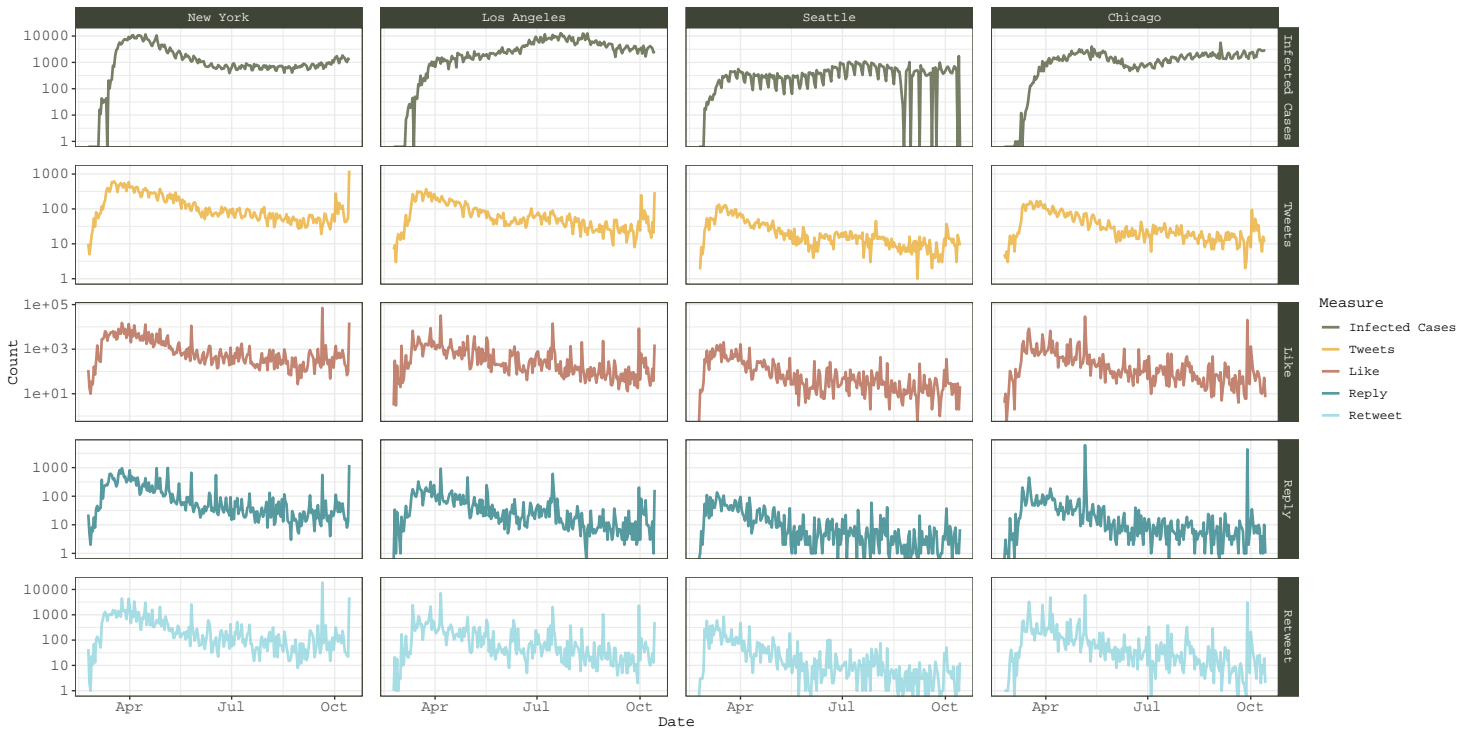 New York Los Angeles Seattle Chicago
10000
1000
100
10
1
Infected Cases
1000
100
10
1
Tweets
1e+05
1e+03
1e+01
Like
1000
100
10
1
Reply
10000
1000
100
10
1
Retweet
Count
Apr Jul Oct Apr Jul Oct Apr Jul Oct Apr Jul Oct
Date
Measure
Infected Cases
Tweets
Like
Reply
Retweet